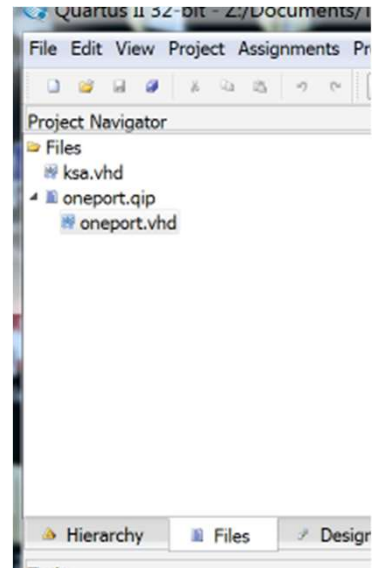 Quartus II 32-bit - Z:/Documents/
File Edit View Project Assignments
Project Navigator
Files
ksa.vhd
oneport.qip
oneport.vhd
Hierarchy Files Design